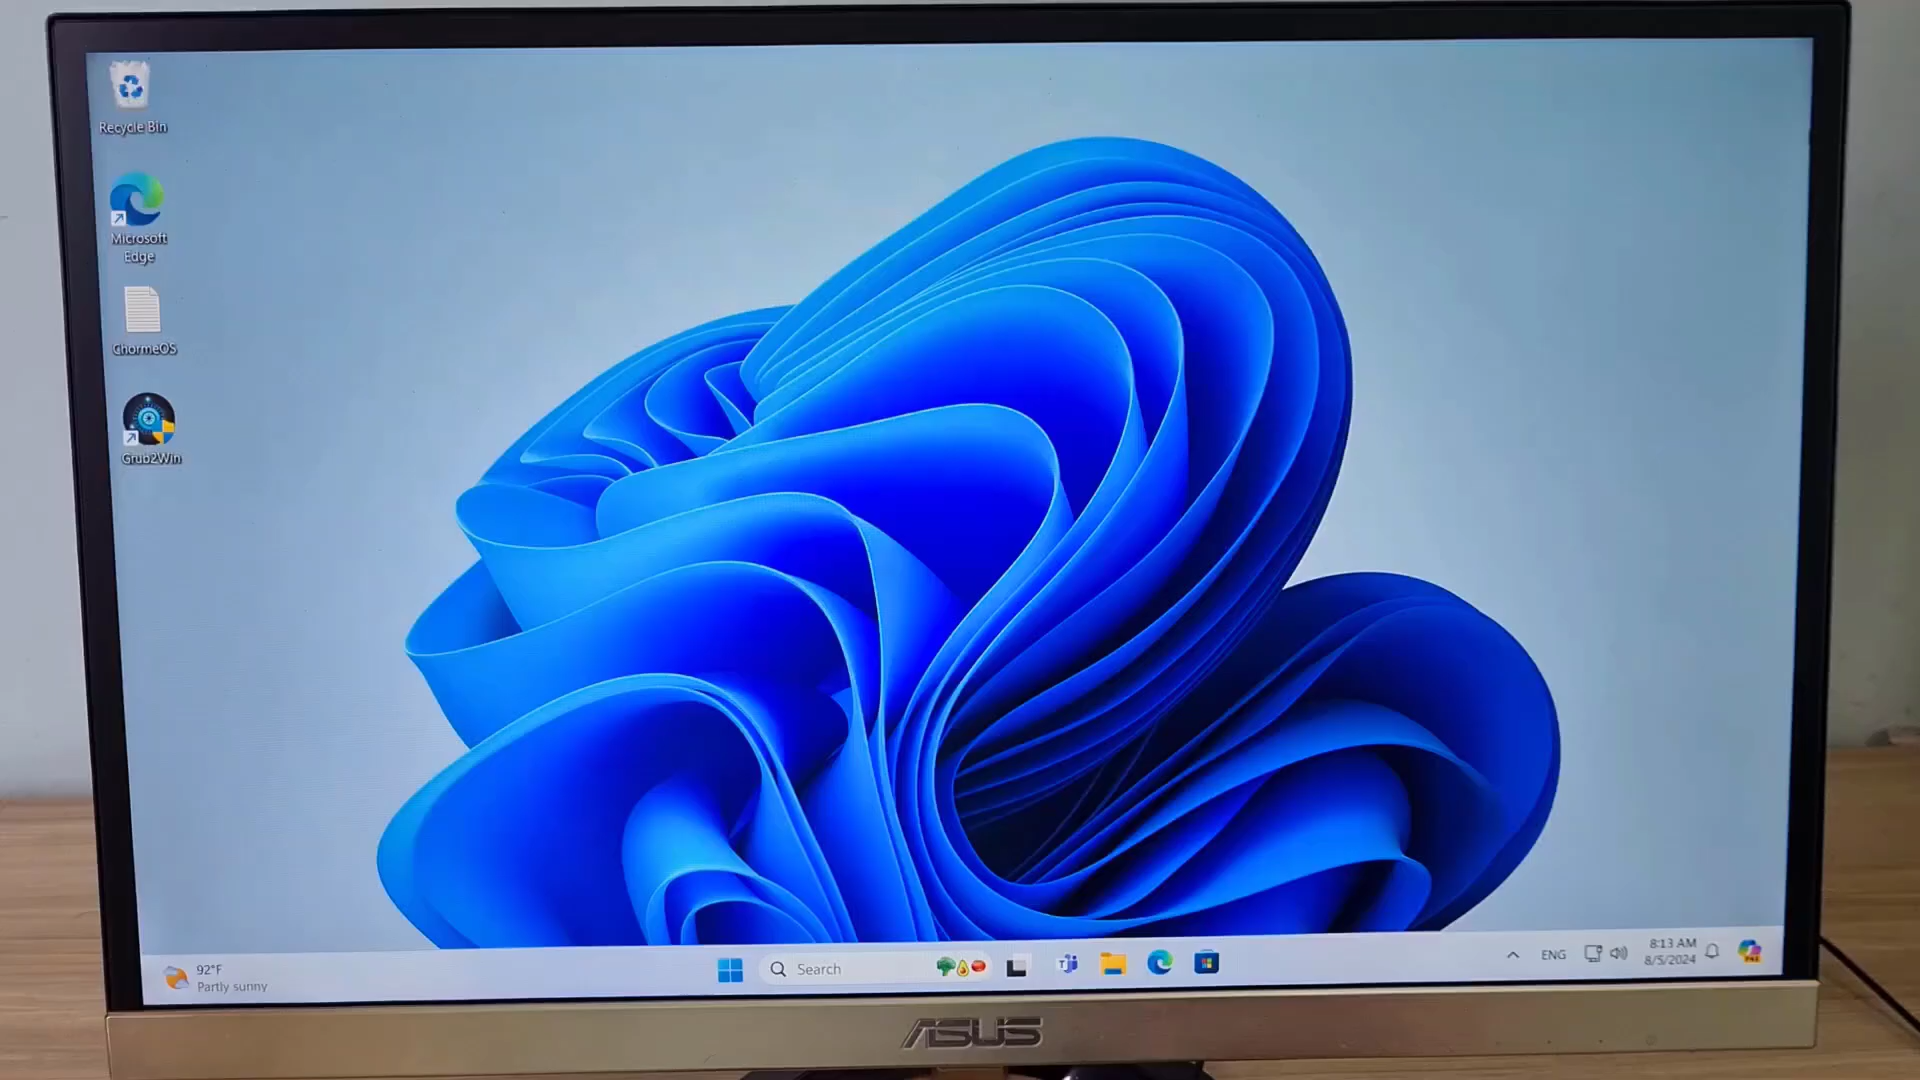 Recycle Bin
Microsoft
Edge
ChormeOS
Grub2Win
92°F
Partly sunny
Search
ENG
8:13 AM
8/5/2024
ASUS